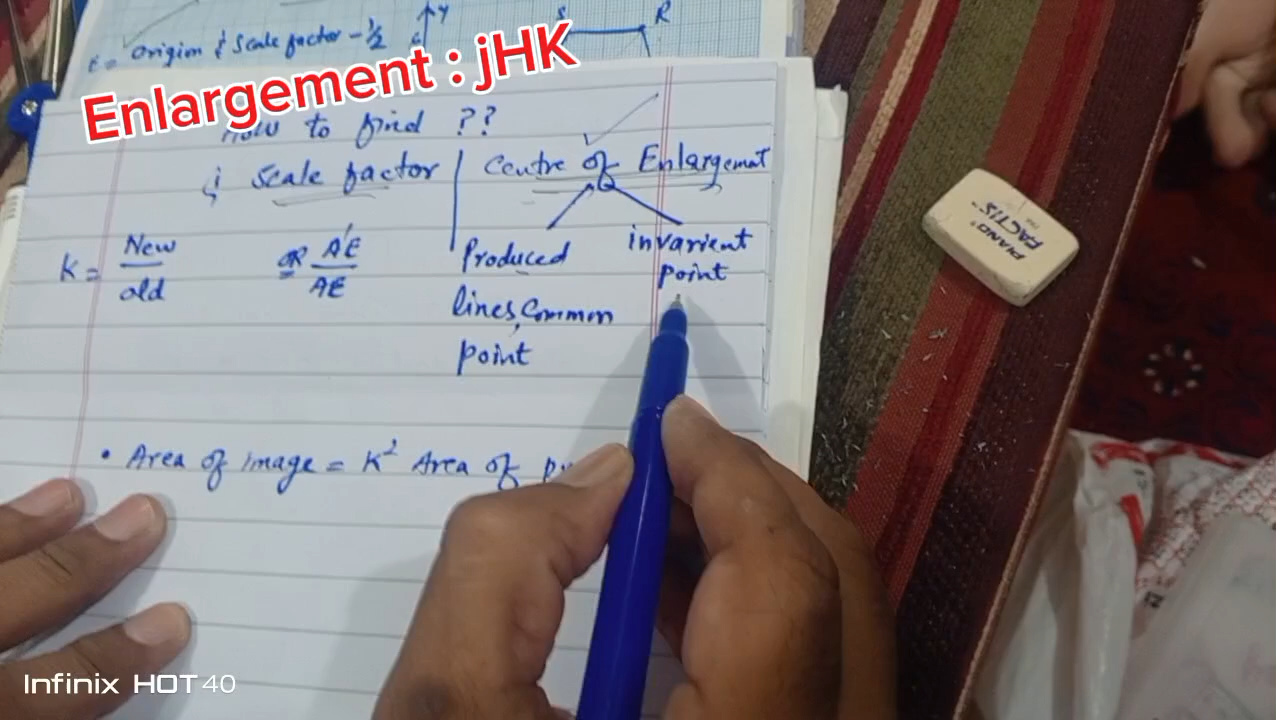 i = Origin & Scale factor -1/2
Y
S R
Enlargement : jHK
How to find ??
i Scale factor
Centre of Enlargemat
K = New/old OR A'E/AE
Produced lines, Common point
invarient point
• Area of image = K² Area of
PIANO
FACTIS
Infinix HOT 40